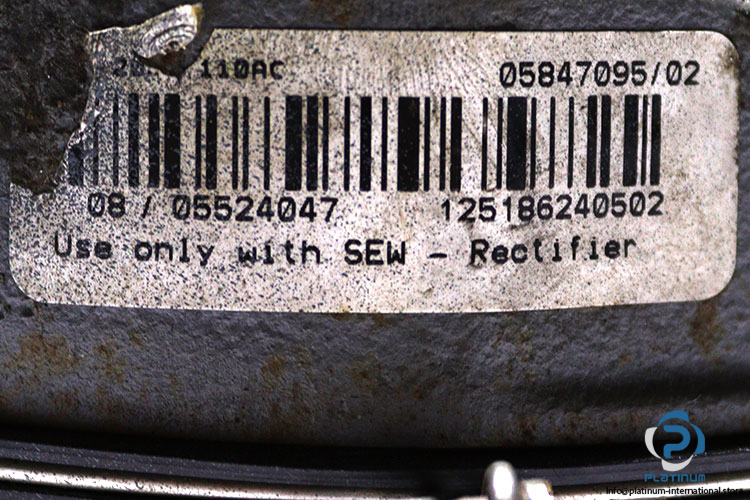 110AC 05847095/02
08 / 05524047 125186240502
Use only with SEW - Rectifier
PLATINUM
info@platinum-international.store